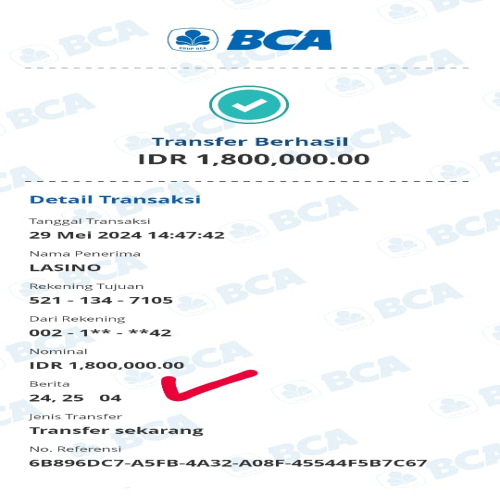 BCA
Transfer Berhasil
IDR 1,800,000.00
Detail Transaksi
Tanggal Transaksi
29 Mei 2024 14:47:42
Nama Penerima
LASINO
Rekening Tujuan
521 - 134 - 7105
Dari Rekening
002 - 1** - **42
Nominal
IDR 1,800,000.00
Berita
24, 25 04
Jenis Transfer
Transfer sekarang
No. Referensi
6B896DC7-A5FB-4A32-A08F-45544F5B7C67